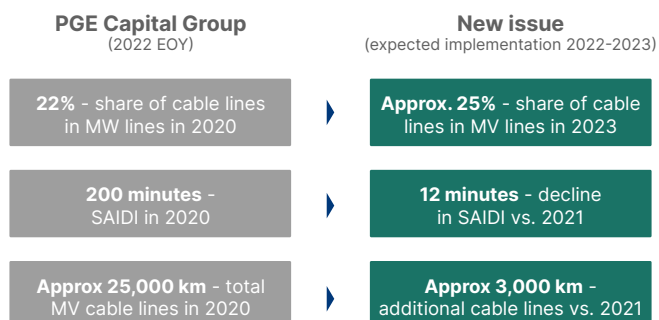 PGE Capital Group
(2022 EOY)
New issue
(expected implementation 2022-2023)
22% - share of cable lines
in MW lines in 2020
Approx. 25% - share of cable
lines in MV lines in 2023
200 minutes -
SAIDI in 2020
12 minutes - decline
in SAIDI vs. 2021
Approx 25,000 km - total
MV cable lines in 2020
Approx 3,000 km -
additional cable lines vs. 2021